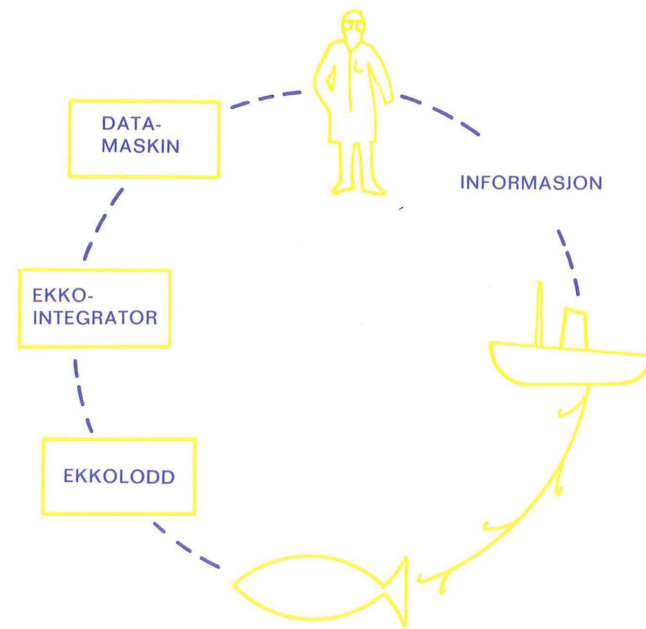 DATA-
MASKIN
INFORMASJON
EKKO-
INTEGRATOR
EKKOLODD